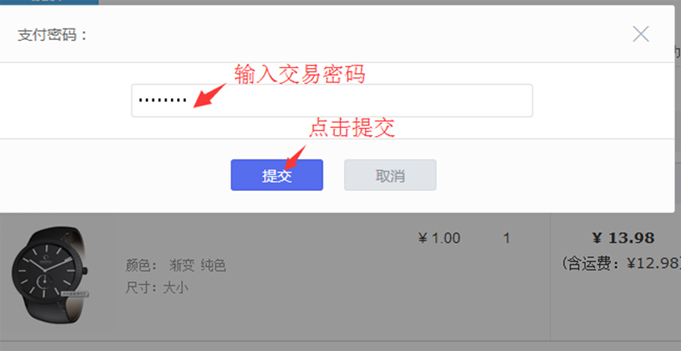 支付密码：
输入交易密码
••••••••
点击提交
提交
取消
¥ 1.00
1
¥ 13.98
(含运费：¥12.98)
颜色： 渐变 纯色
尺寸：大小